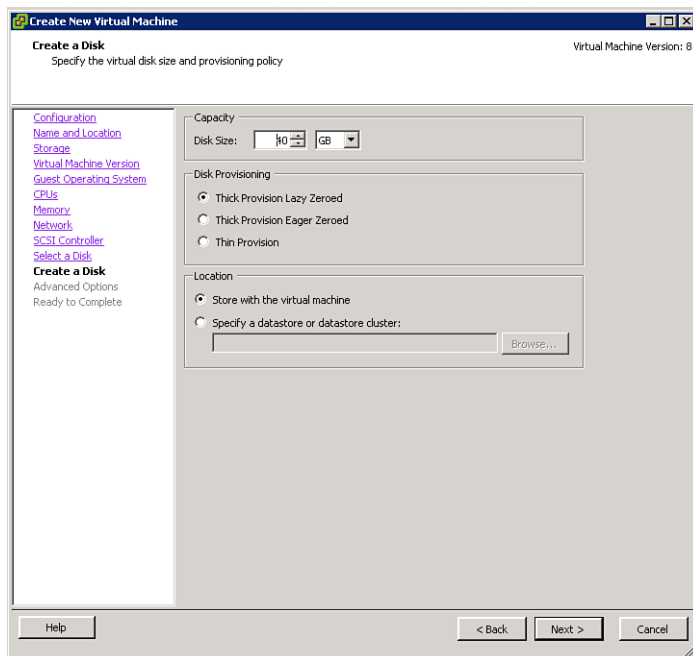 Create New Virtual Machine
Create a Disk
Specify the virtual disk size and provisioning policy
Virtual Machine Version: 8
Configuration
Name and Location
Storage
Virtual Machine Version
Guest Operating System
CPUs
Memory
Network
SCSI Controller
Select a Disk
Create a Disk
Advanced Options
Ready to Complete
Capacity
Disk Size: 40 GB
Disk Provisioning
Thick Provision Lazy Zeroed
Thick Provision Eager Zeroed
Thin Provision
Location
Store with the virtual machine
Specify a datastore or datastore cluster:
Browse...
Help
< Back
Next >
Cancel